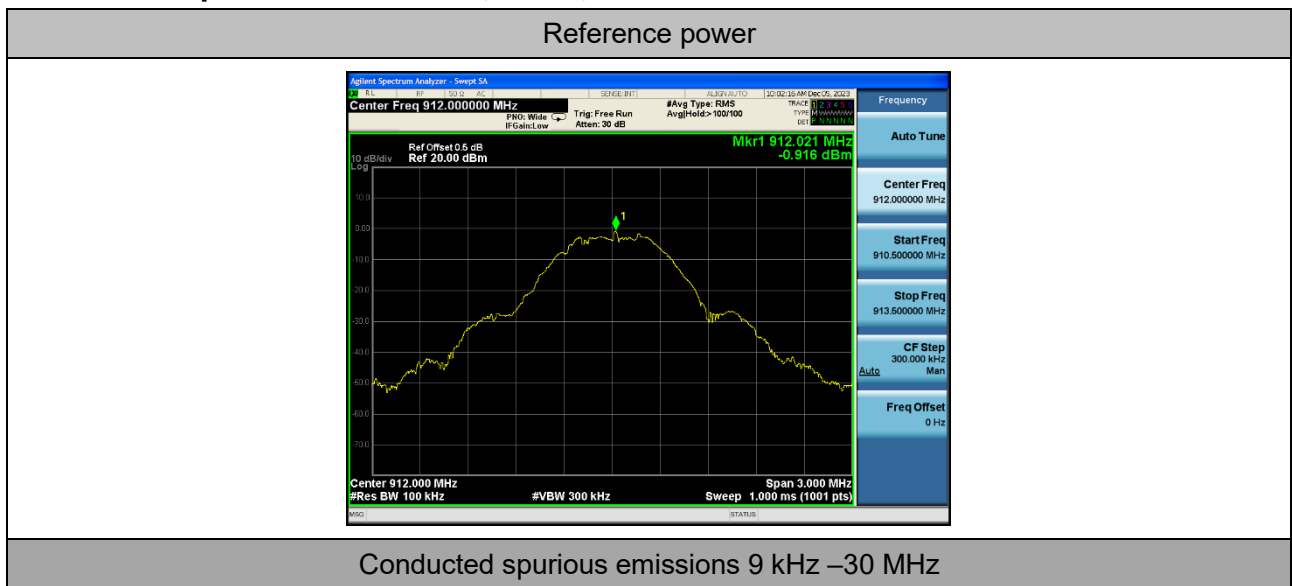 Reference power
Agilent Spectrum Analyzer - Swept SA
RL RF 50 Ω AC SENSE:INT ALIGN AUTO 10:02:16 AM Dec 05, 2023
Center Freq 912.000000 MHz
PNO: Wide
IFGain:Low
Trig: Free Run
Atten: 30 dB
#Avg Type: RMS
Avg|Hold:> 100/100
TRACE 1 2 3 4 5 6
TYPE M WWWWW
DET P N N N N N
Ref Offset 0.5 dB
Ref 20.00 dBm
10 dB/div
Log
Mkr1 912.021 MHz
-0.916 dBm
10.0
0.00
-10.0
-20.0
-30.0
-40.0
-50.0
-60.0
-70.0
1
Center 912.000 MHz
Span 3.000 MHz
#Res BW 100 kHz
#VBW 300 kHz
Sweep 1.000 ms (1001 pts)
MSG
STATUS
Frequency
Auto Tune
Center Freq
912.000000 MHz
Start Freq
910.500000 MHz
Stop Freq
913.500000 MHz
CF Step
300.000 kHz
Auto Man
Freq Offset
0 Hz
Conducted spurious emissions 9 kHz –30 MHz